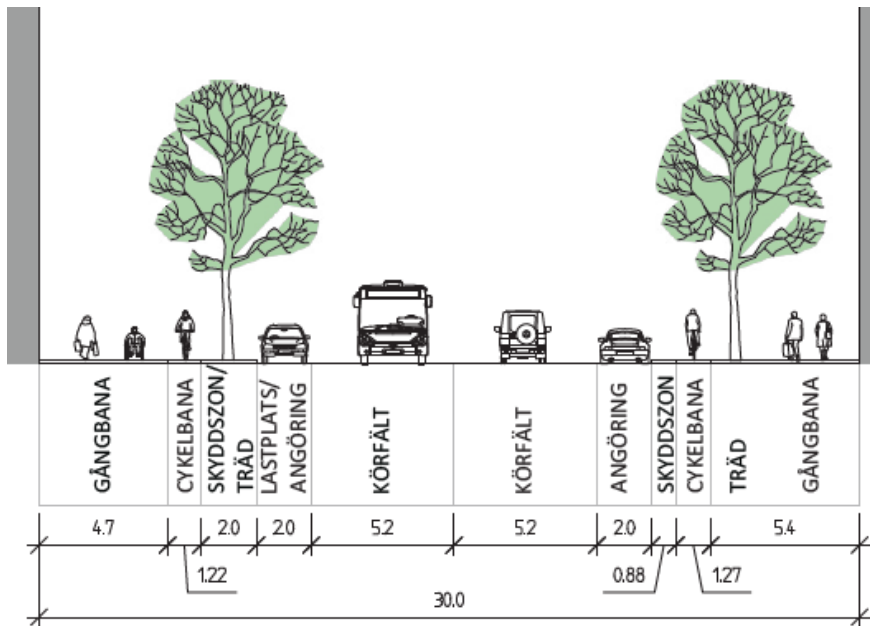 GÅNGBANA
CYKELBANA
SKYDDSZON/
TRÄD
LASTPLATS/
ANGÖRING
KÖRFÄLT
KÖRFÄLT
ANGÖRING
SKYDDSZON
CYKELBANA
TRÄD
GÅNGBANA
4.7
2.0
2.0
5.2
5.2
2.0
5.4
1.22
0.88
1.27
30.0